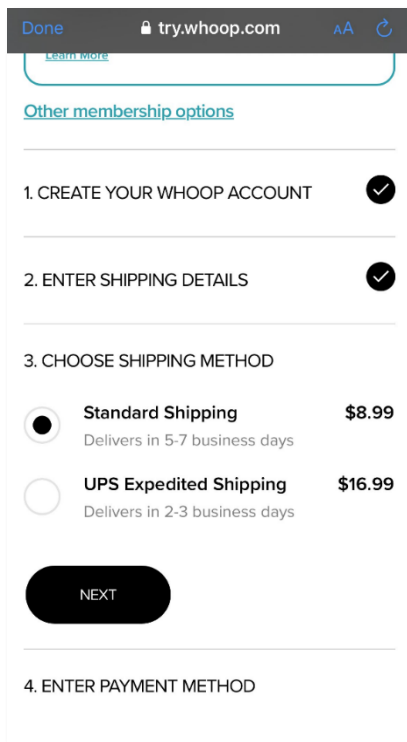 Done try.whoop.com AA
Learn More
Other membership options
1. CREATE YOUR WHOOP ACCOUNT
2. ENTER SHIPPING DETAILS
3. CHOOSE SHIPPING METHOD
Standard Shipping $8.99
Delivers in 5-7 business days
UPS Expedited Shipping $16.99
Delivers in 2-3 business days
NEXT
4. ENTER PAYMENT METHOD